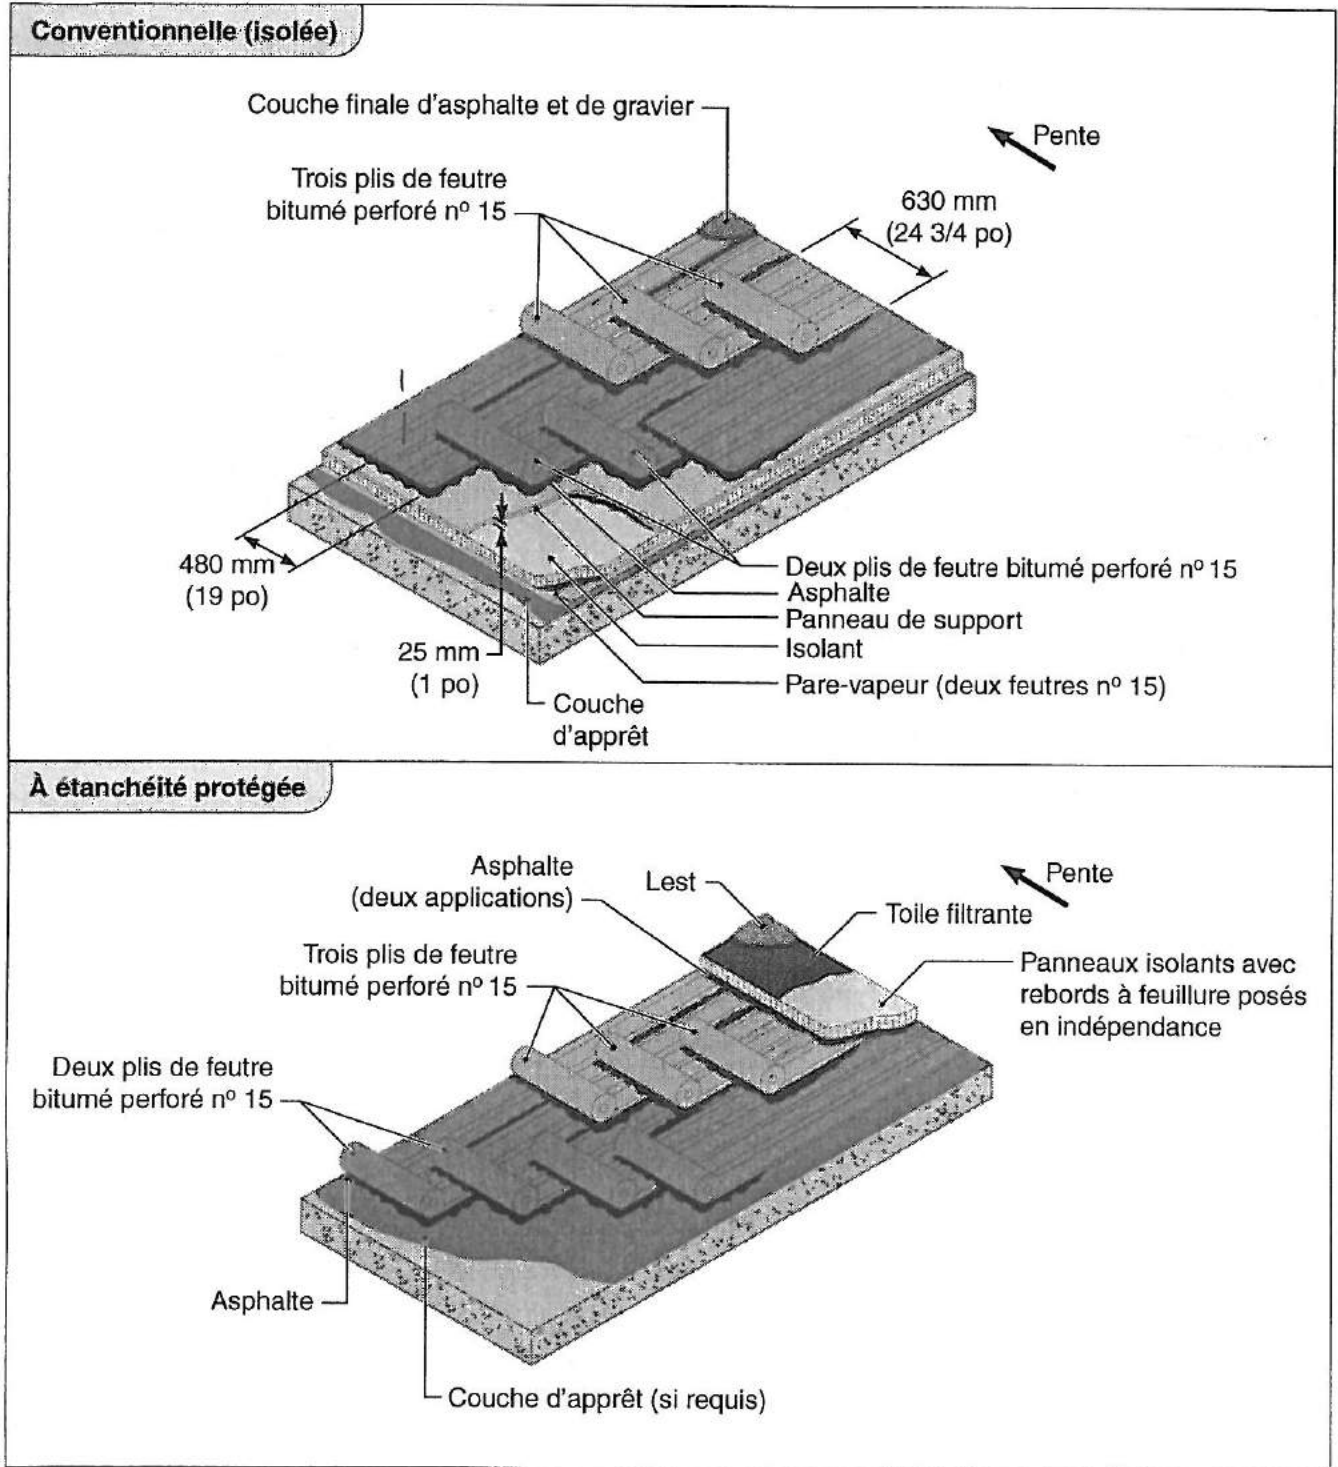 Conventionnelle (isolée)
Couche finale d'asphalte et de gravier
Pente
Trois plis de feutre
bitumé perforé nº 15
630 mm
(24 3/4 po)
480 mm
(19 po)
25 mm
(1 po)
Couche
d'apprêt
Deux plis de feutre bitumé perforé nº 15
Asphalte
Panneau de support
Isolant
Pare-vapeur (deux feutres nº 15)
À étanchéité protégée
Asphalte
(deux applications)
Lest
Pente
Toile filtrante
Trois plis de feutre
bitumé perforé nº 15
Panneaux isolants avec
rebords à feuillure posés
en indépendance
Deux plis de feutre
bitumé perforé nº 15
Asphalte
Couche d'apprêt (si requis)